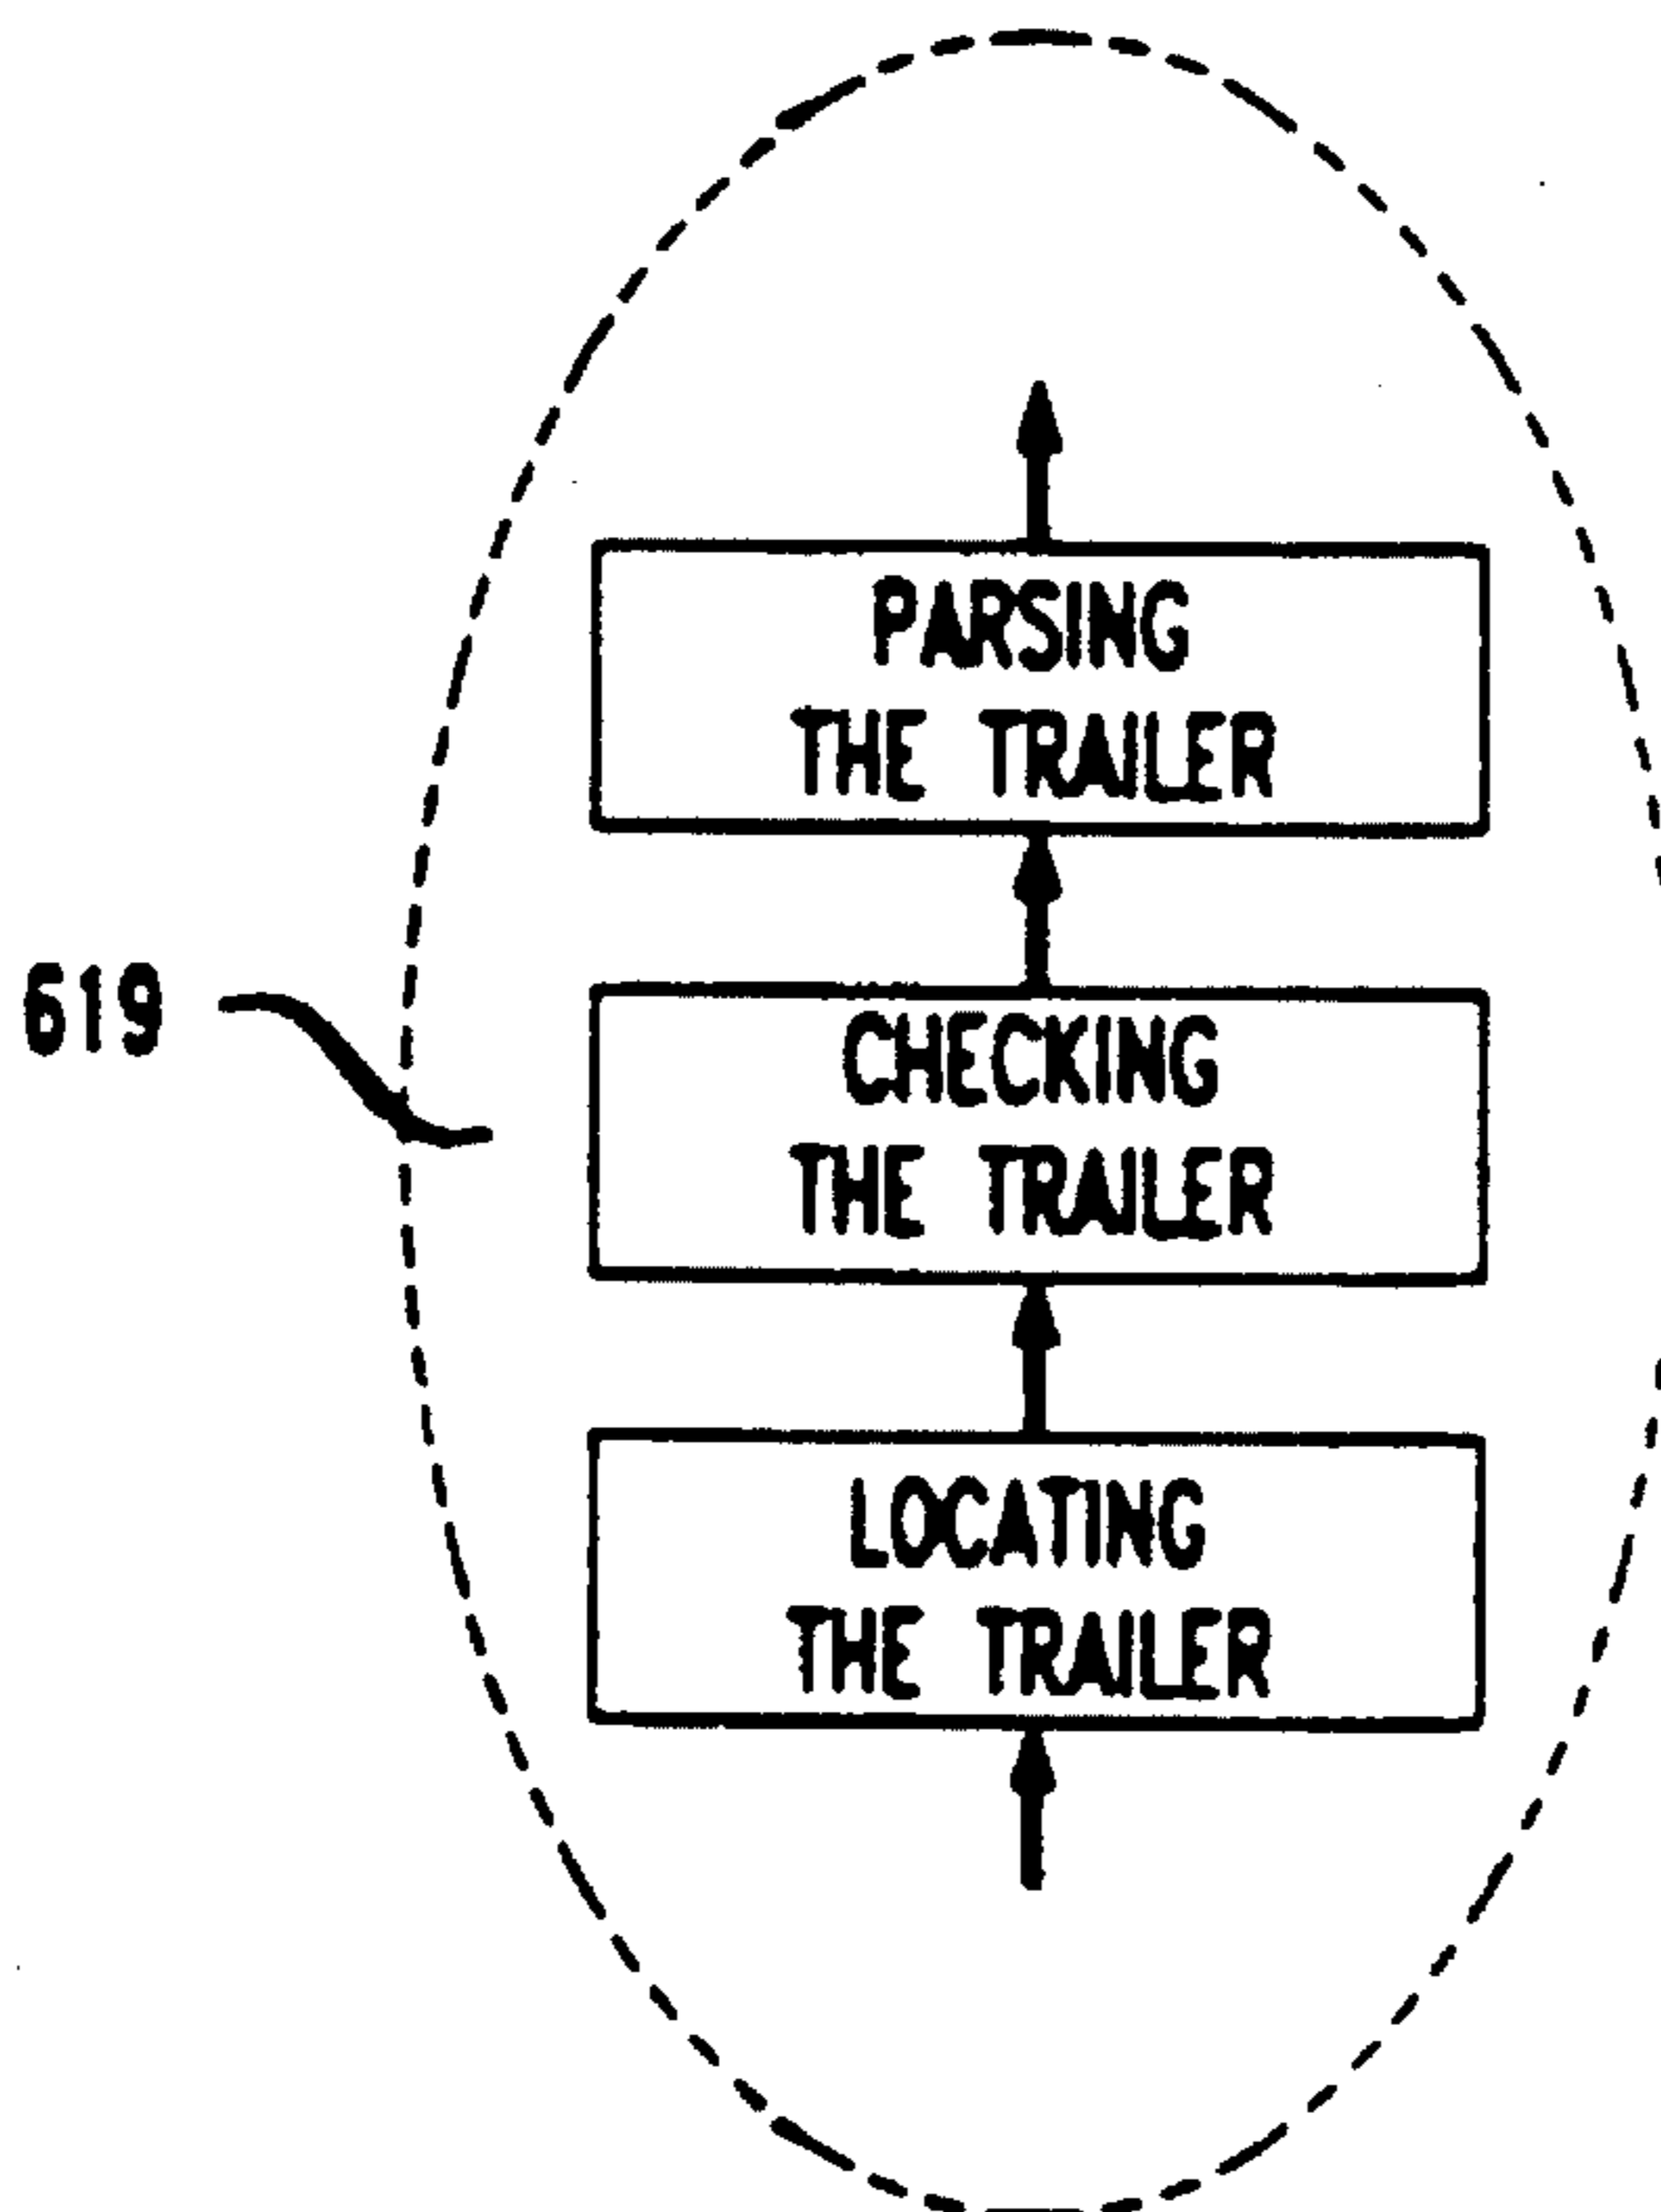 PARSING
THE TRAILER
619
CHECKING
THE TRAILER
LOCATING
THE TRAILER